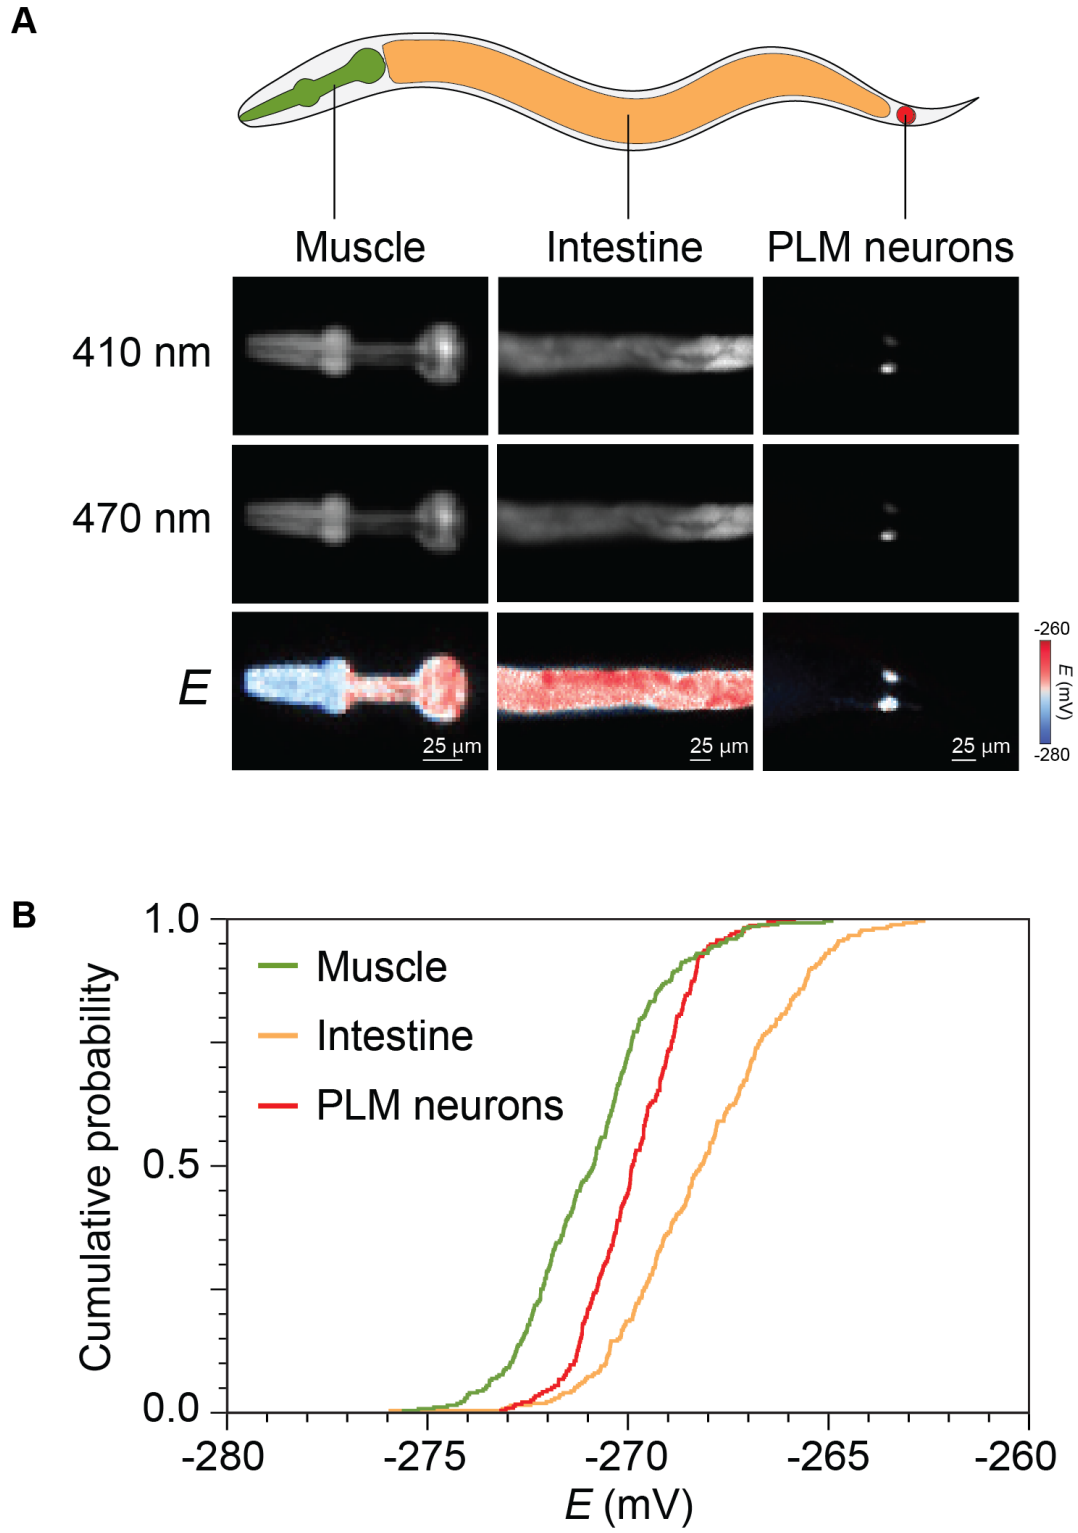 A
Muscle Intestine PLM neurons
410 nm
470 nm
E
25 μm 25 μm 25 μm
-260
E (mV)
-280
B
1.0
0.5
0.0
Cumulative probability
Muscle
Intestine
PLM neurons
-280 -275 -270 -265 -260
E (mV)